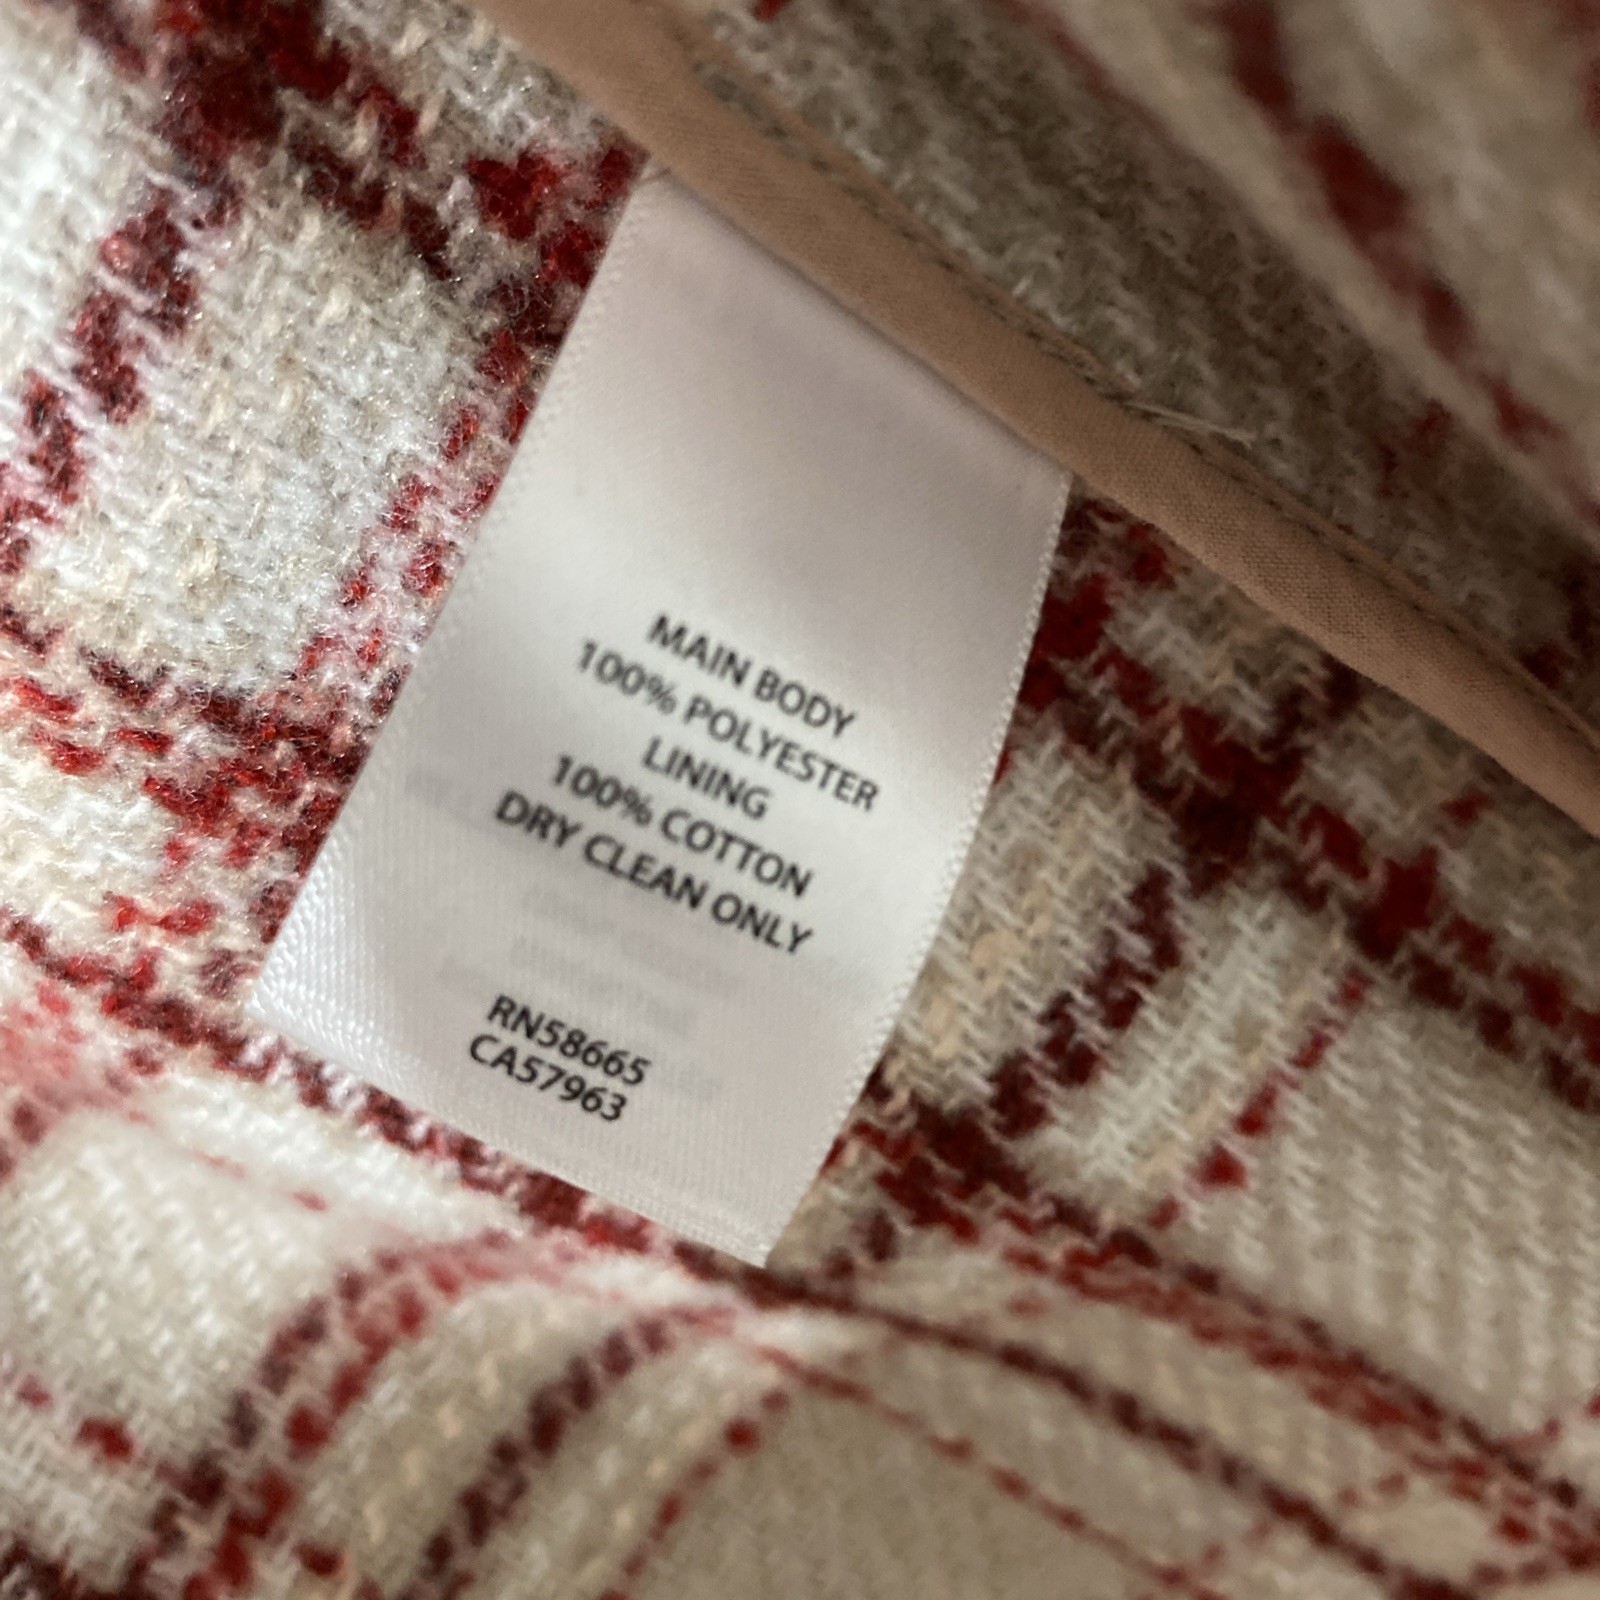 MAIN BODY
100% POLYESTER
LINING
100% COTTON
DRY CLEAN ONLY
RN58665
CA57963